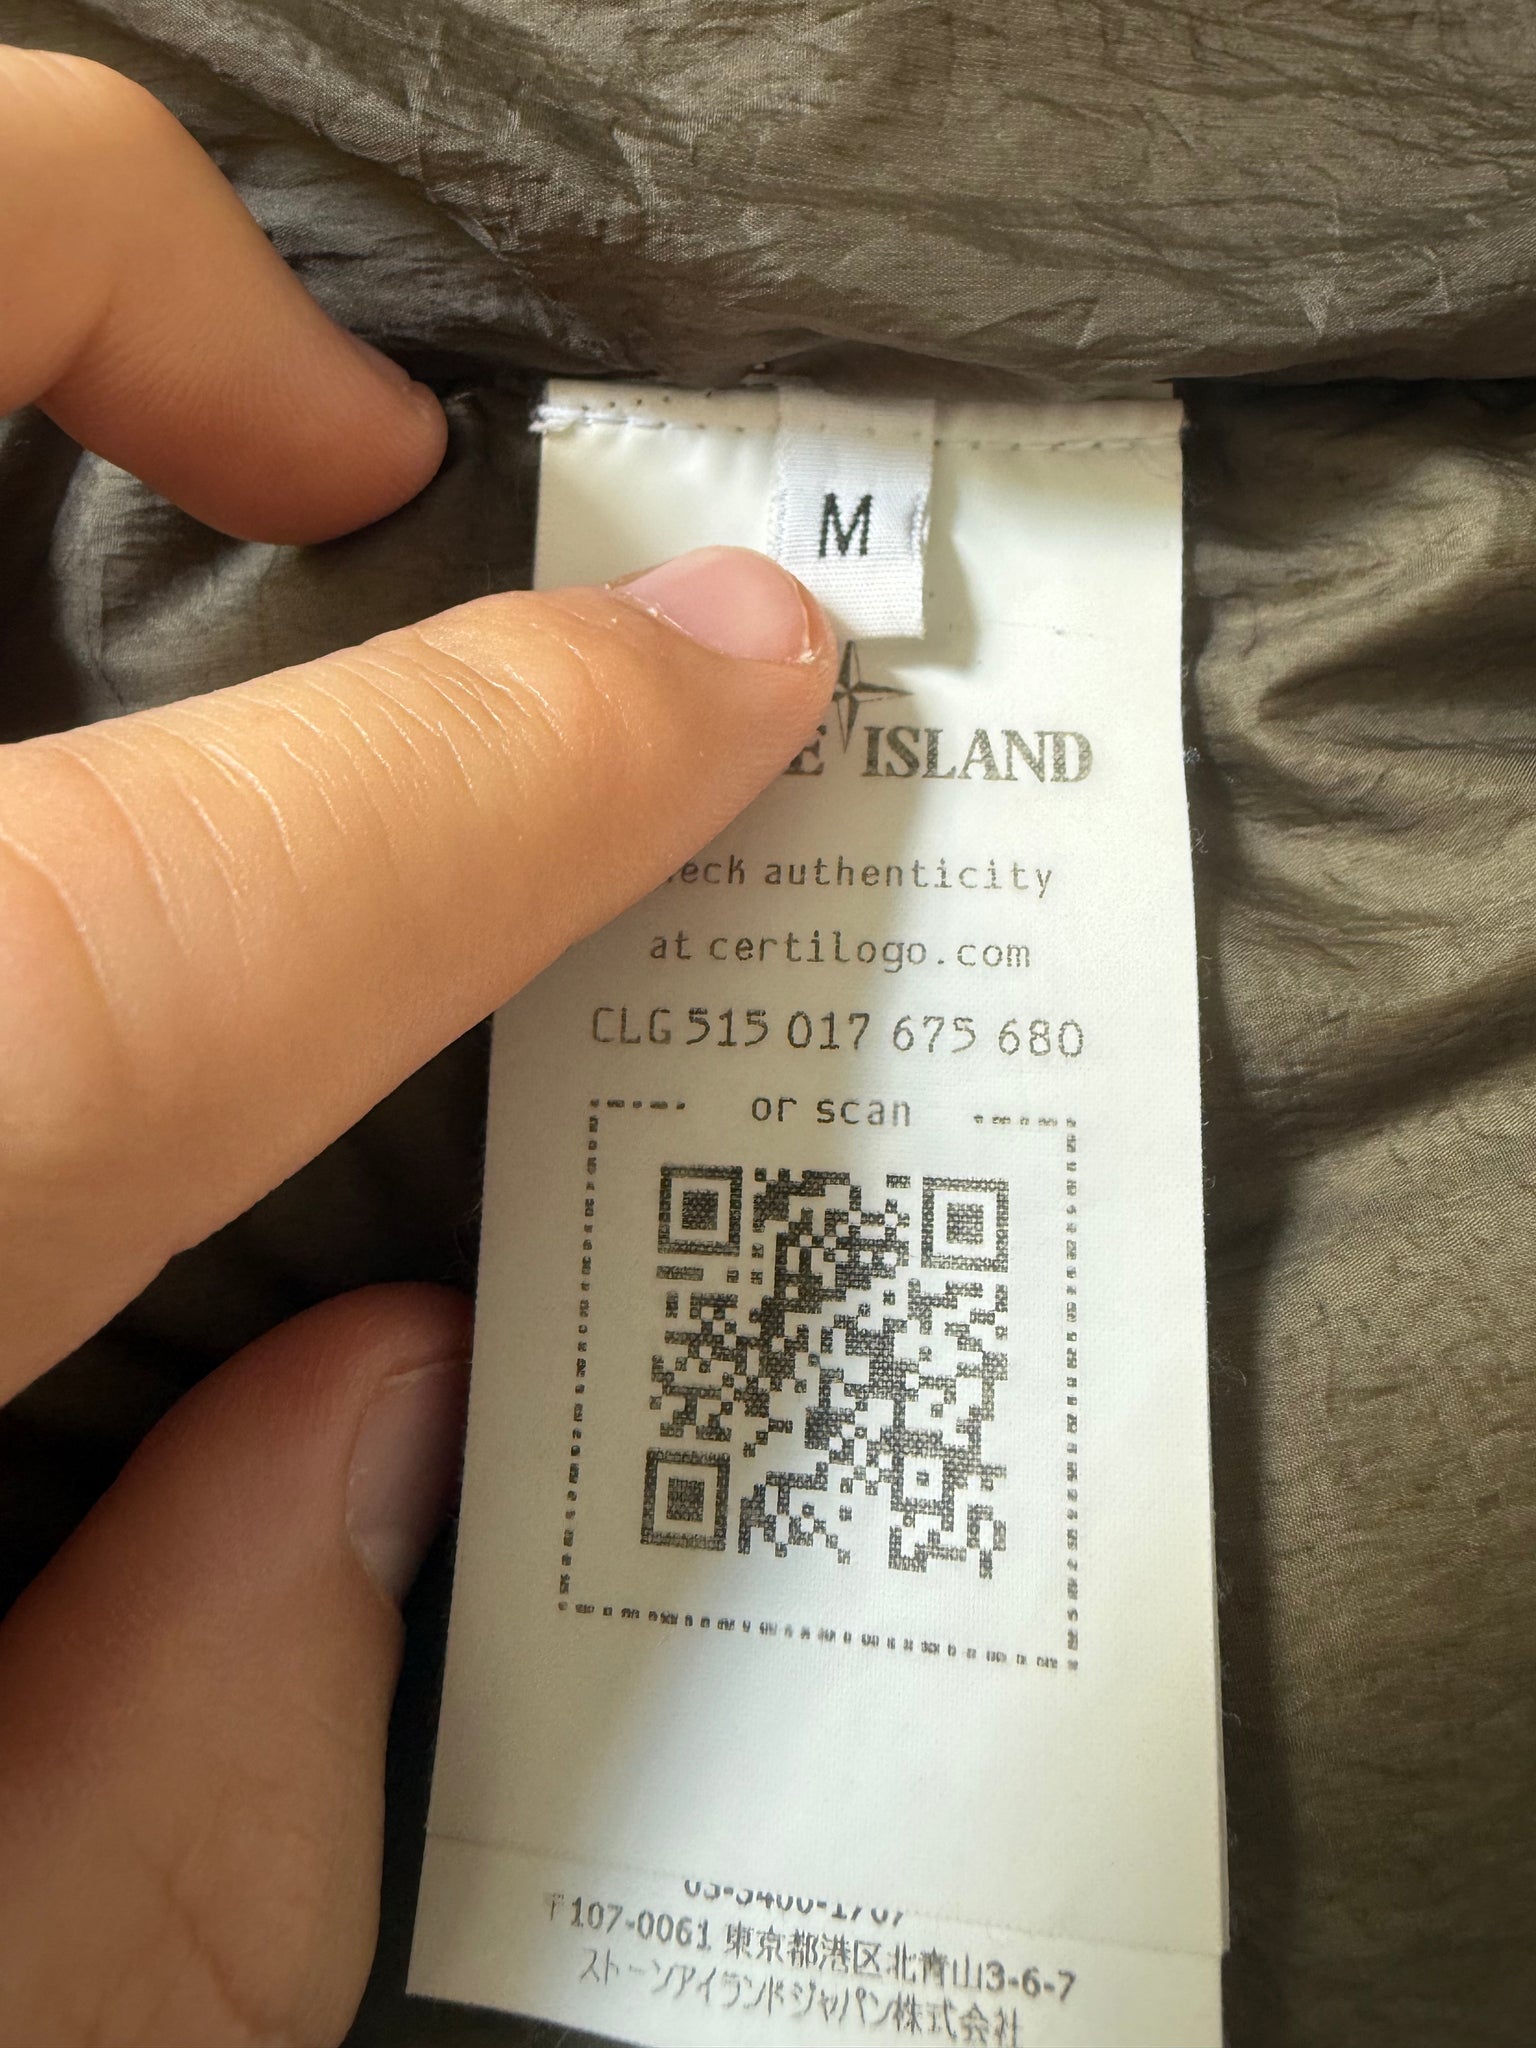 M
ISLAND
authenticity
at certilogo.com
CLG 515 017 675 680
or scan
〒107-0061 東京都港区北青山3-6-7
ストーンアイランドジャパン株式会社